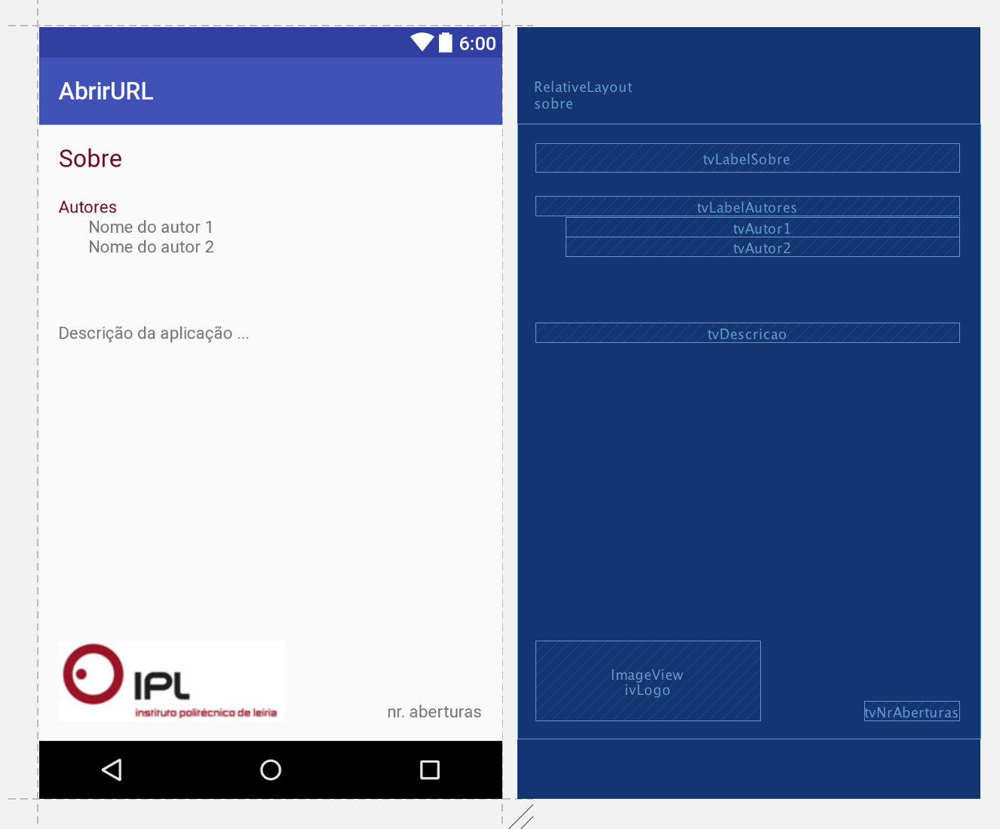 6:00
AbrirURL
Sobre
Autores
Nome do autor 1
Nome do autor 2
Descrição da aplicação ...
IPL
instituto politécnico de leiria
nr. aberturas
RelativeLayout
sobre
tvLabelSobre
tvLabelAutores
tvAutor1
tvAutor2
tvDescricao
ImageView
ivLogo
tvNrAberturas